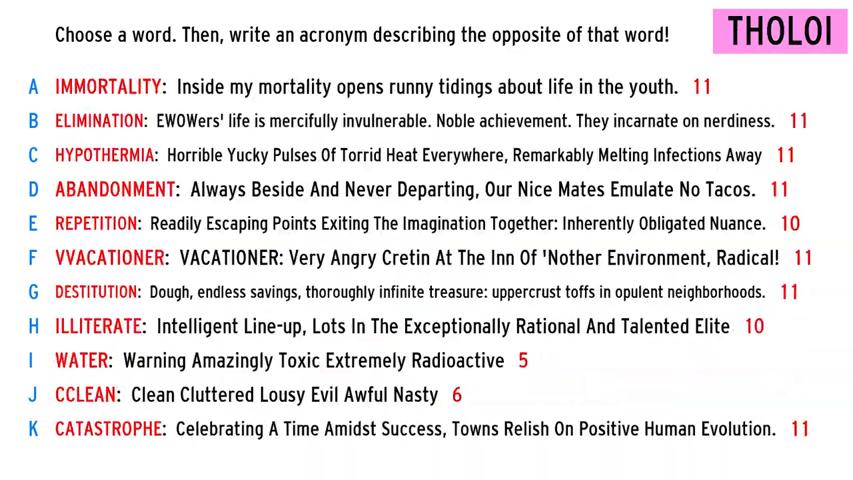 Choose a word. Then, write an acronym describing the opposite of that word!
THOLOI
A IMMORTALITY: Inside my mortality opens runny tidings about life in the youth. 11
B ELIMINATION: EWOWers' life is mercifully invulnerable. Noble achievement. They incarnate on nerdiness. 11
C HYPOTHERMIA: Horrible Yucky Pulses Of Torrid Heat Everywhere, Remarkably Melting Infections Away 11
D ABANDONMENT: Always Beside And Never Departing, Our Nice Mates Emulate No Tacos. 11
E REPETITION: Readily Escaping Points Exiting The Imagination Together: Inherently Obligated Nuance. 10
F VVACATIONER: VACATIONER: Very Angry Cretin At The Inn Of 'Nother Environment, Radical! 11
G DESTITUTION: Dough, endless savings, thoroughly infinite treasure: uppercrust toffs in opulent neighborhoods. 11
H ILLITERATE: Intelligent Line-up, Lots In The Exceptionally Rational And Talented Elite 10
I WATER: Warning Amazingly Toxic Extremely Radioactive 5
J CCLEAN: Clean Cluttered Lousy Evil Awful Nasty 6
K CATASTROPHE: Celebrating A Time Amidst Success, Towns Relish On Positive Human Evolution. 11